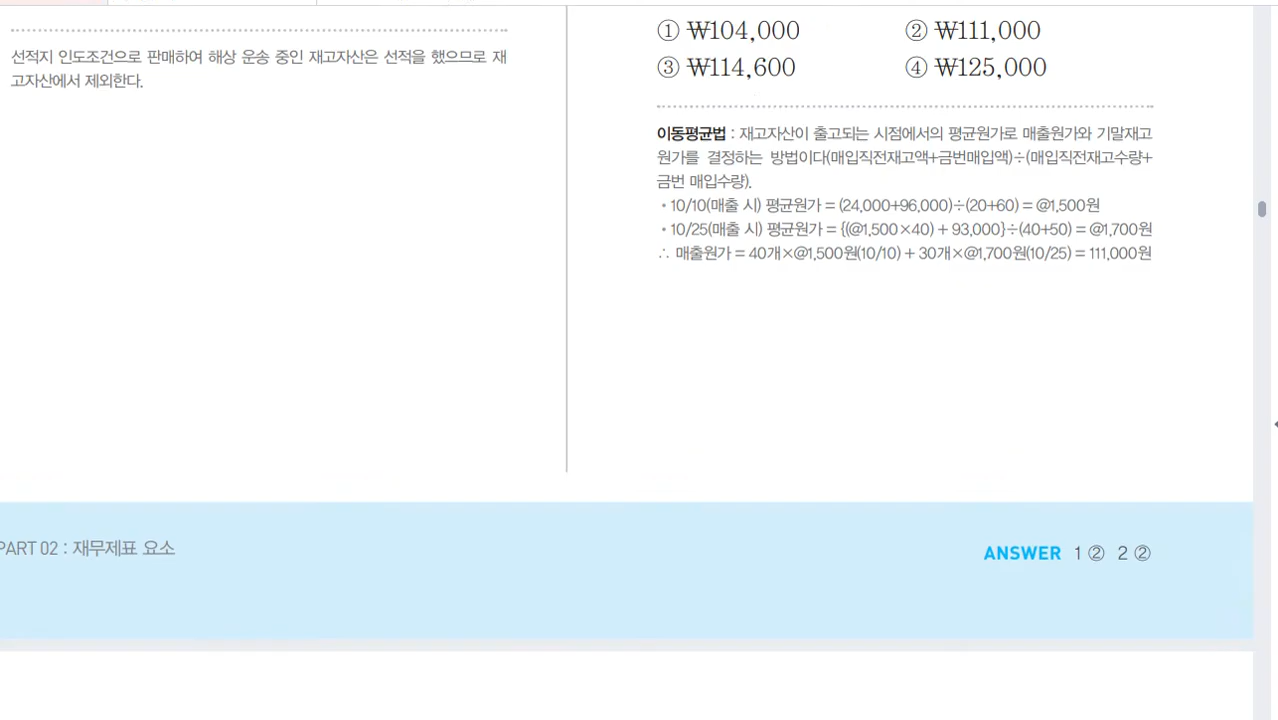 선적지 인도조건으로 판매하여 해상 운송 중인 재고자산은 선적을 했으므로 재
고자산에서 제외한다.
① ₩104,000 ② ₩111,000
③ ₩114,600 ④ ₩125,000
이동평균법 : 재고자산이 출고되는 시점에서의 평균원가로 매출원가와 기말재고
원가를 결정하는 방법이다(매입직전재고액+금번매입액)÷(매입직전재고수량+
금번 매입수량).
• 10/10(매출 시) 평균원가 = (24,000+96,000)÷(20+60) = @1,500원
• 10/25(매출 시) 평균원가 = {(@1,500×40) + 93,000}÷(40+50) = @1,700원
∴ 매출원가 = 40개×@1,500원(10/10) + 30개×@1,700원(10/25) = 111,000원
PART 02 : 재무제표 요소
ANSWER 1 ② 2 ②